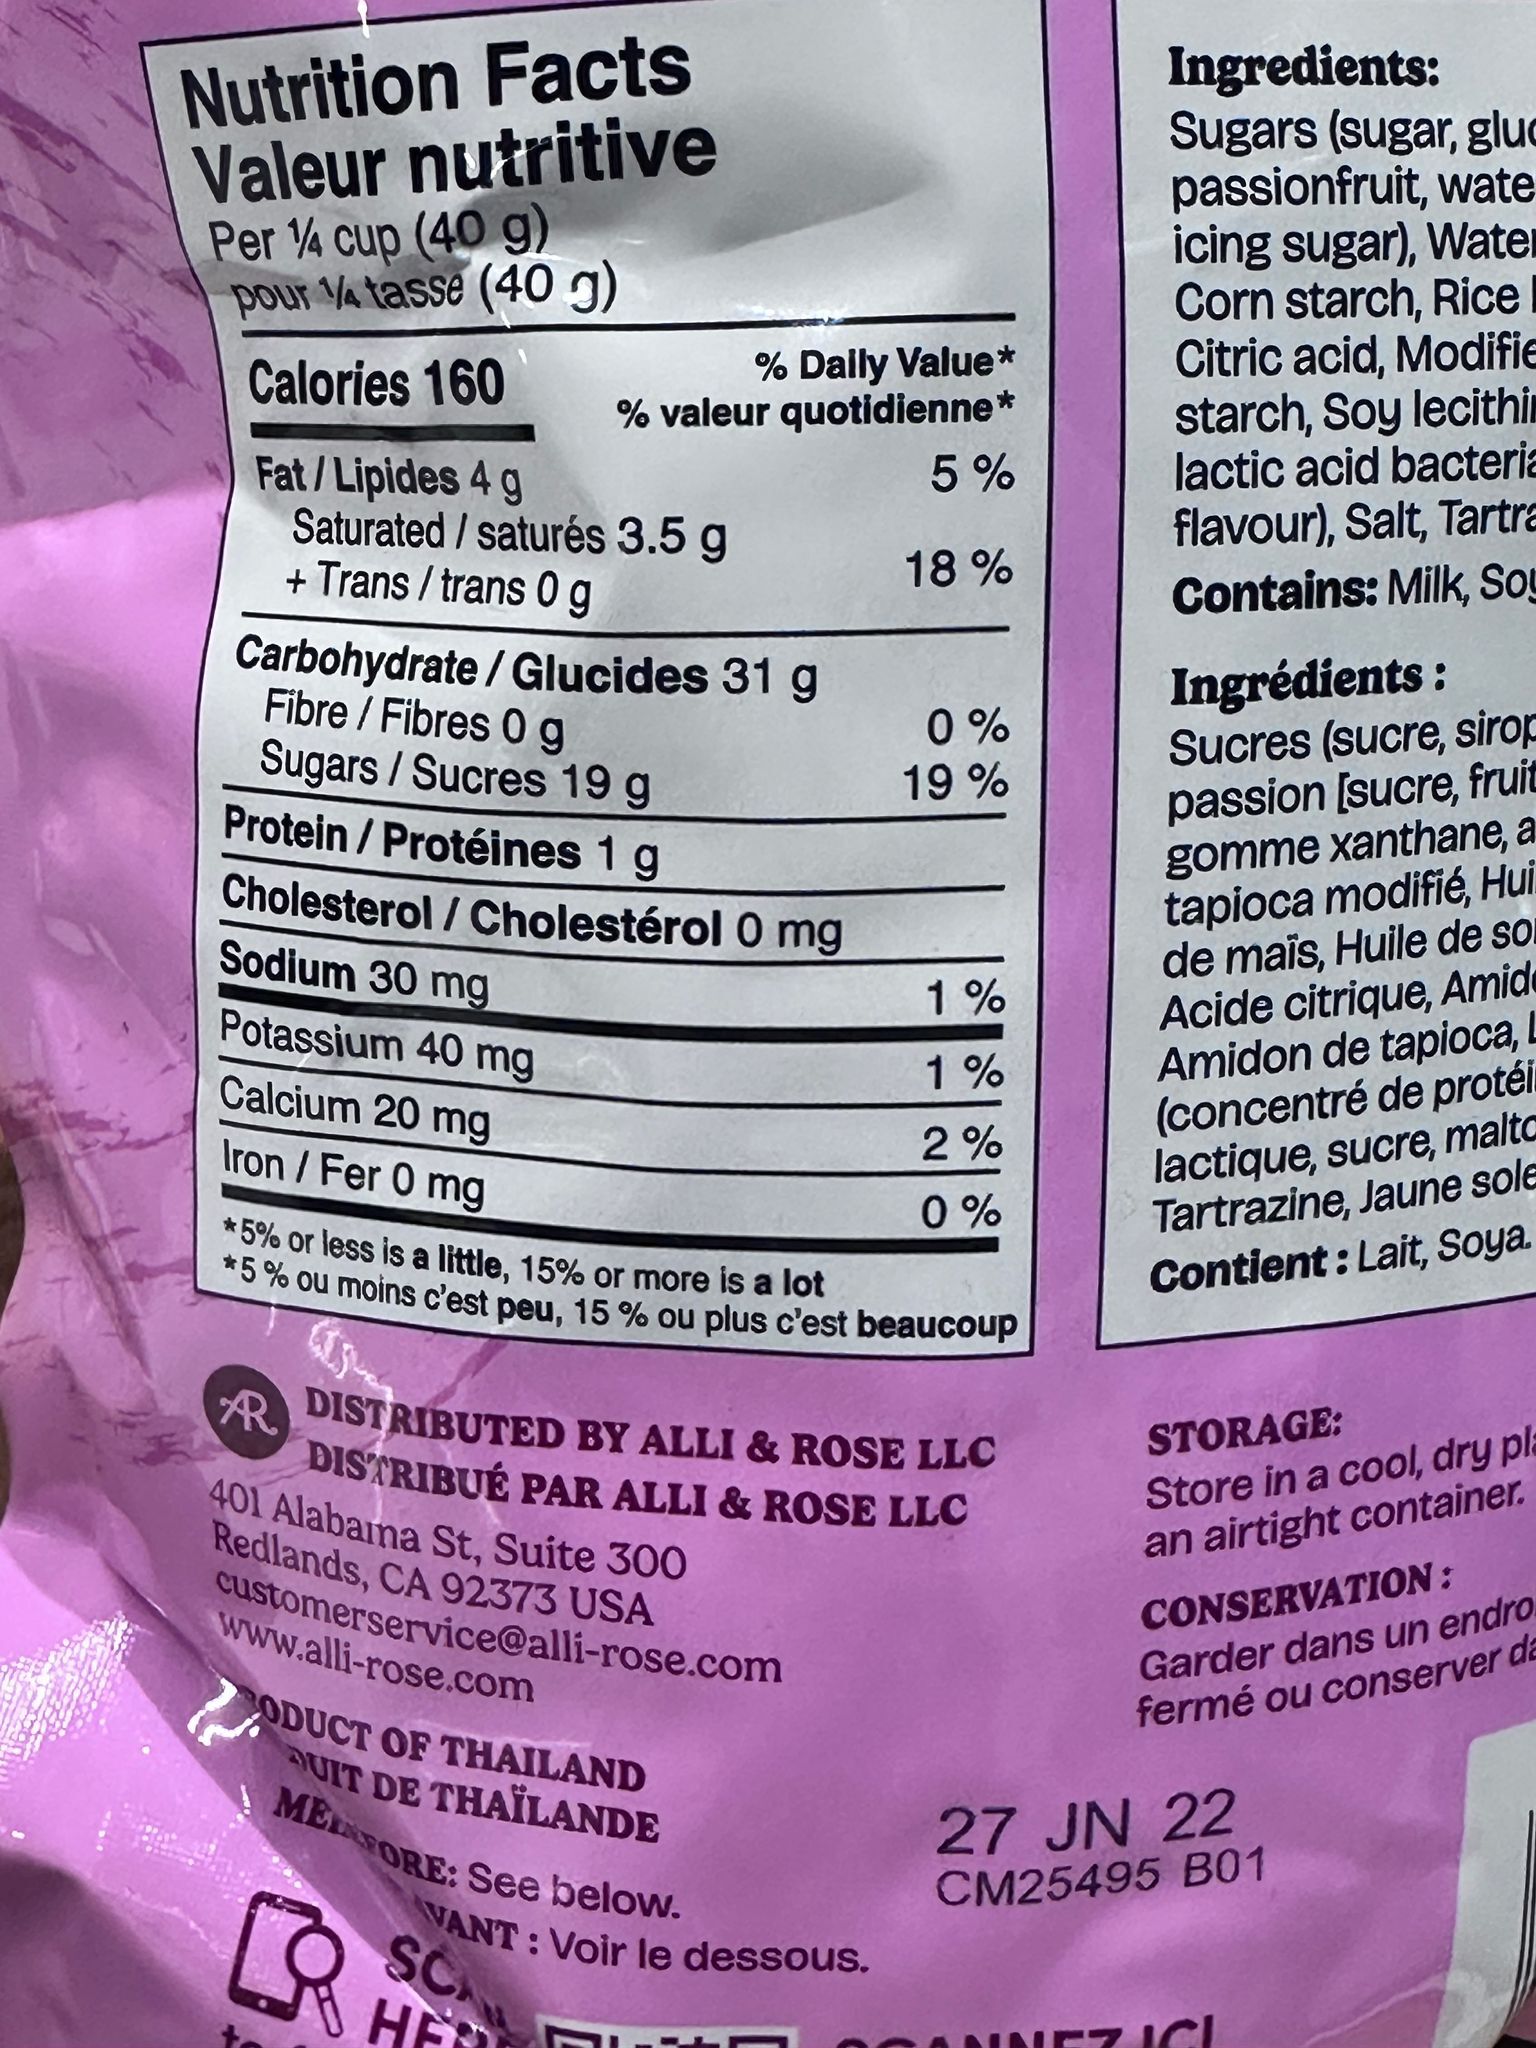 Nutrition Facts
Valeur nutritive
Per ¼ cup (40 g)
pour ¼ tasse (40 g)
Calories 160
% Daily Value*
% valeur quotidienne*
Fat / Lipides 4 g 5 %
Saturated / saturés 3.5 g
+ Trans / trans 0 g 18 %
Carbohydrate / Glucides 31 g
Fibre / Fibres 0 g 0 %
Sugars / Sucres 19 g 19 %
Protein / Protéines 1 g
Cholesterol / Cholestérol 0 mg
Sodium 30 mg 1 %
Potassium 40 mg 1 %
Calcium 20 mg 2 %
Iron / Fer 0 mg 0 %
*5% or less is a little, 15% or more is a lot
*5 % ou moins c'est peu, 15 % ou plus c'est beaucoup
AR
DISTRIBUTED BY ALLI & ROSE LLC
DISTRIBUÉ PAR ALLI & ROSE LLC
401 Alabama St, Suite 300
Redlands, CA 92373 USA
customerservice@alli-rose.com
www.alli-rose.com
OF THAILAND
DE THAÏLANDE
See below.
: Voir le dessous.
27 JN 22
CM25495 B01
Ingredients:
Sugars (sugar,
passionfruit,
icing sugar),
Corn starch, Rice
Citric acid,
starch, Soy
lactic acid
flavour), Salt,
Contains: Milk,
Ingrédients :
Sucres (sucre,
passion [sucre,
gomme xanthane,
tapioca modifié,
de maïs, Huile de
Acide citrique,
Amidon de tapioca,
(concentré de
lactique, sucre,
Tartrazine, Jaune
Contient : Lait, Soya.
STORAGE:
Store in a cool, dry
an airtight container.
CONSERVATION :
Garder dans un
fermé ou conserver